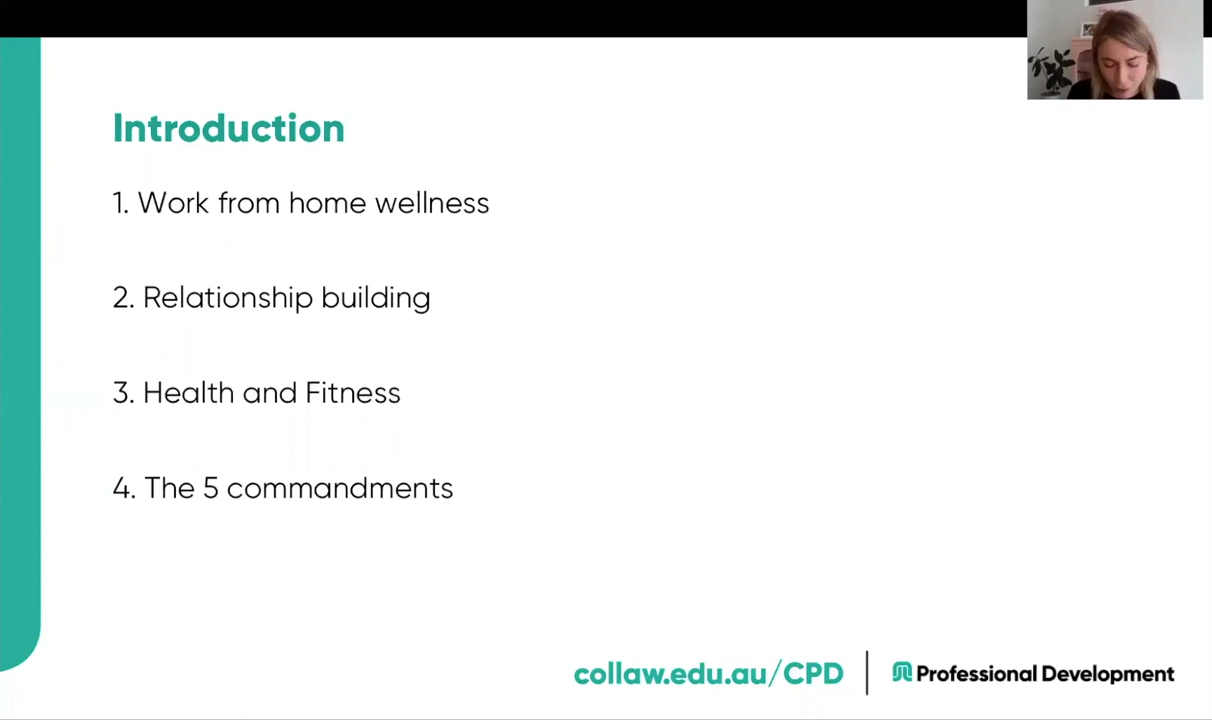 Introduction
1. Work from home wellness
2. Relationship building
3. Health and Fitness
4. The 5 commandments
collaw.edu.au/CPD
Professional Development